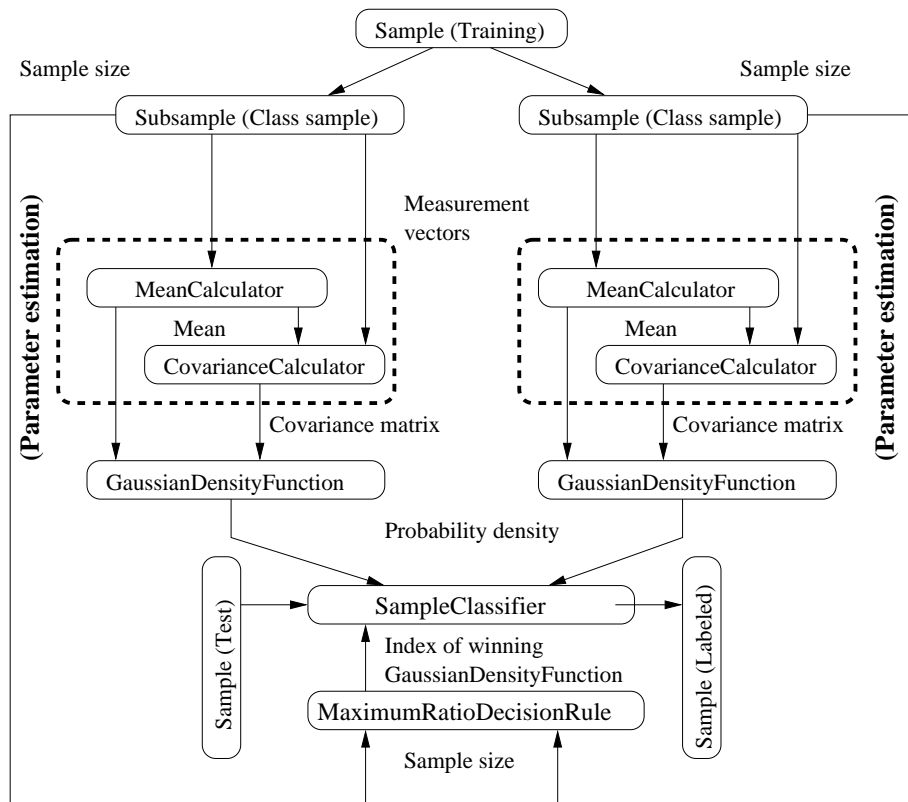 Sample (Training)
Sample size
Sample size
Subsample (Class sample)
Subsample (Class sample)
(Parameter estimation)
Measurement
vectors
(Parameter estimation)
MeanCalculator
MeanCalculator
Mean
Mean
CovarianceCalculator
CovarianceCalculator
Covariance matrix
Covariance matrix
GaussianDensityFunction
GaussianDensityFunction
Probability density
Sample (Test)
SampleClassifier
Sample (Labeled)
Index of winning
GaussianDensityFunction
MaximumRatioDecisionRule
Sample size